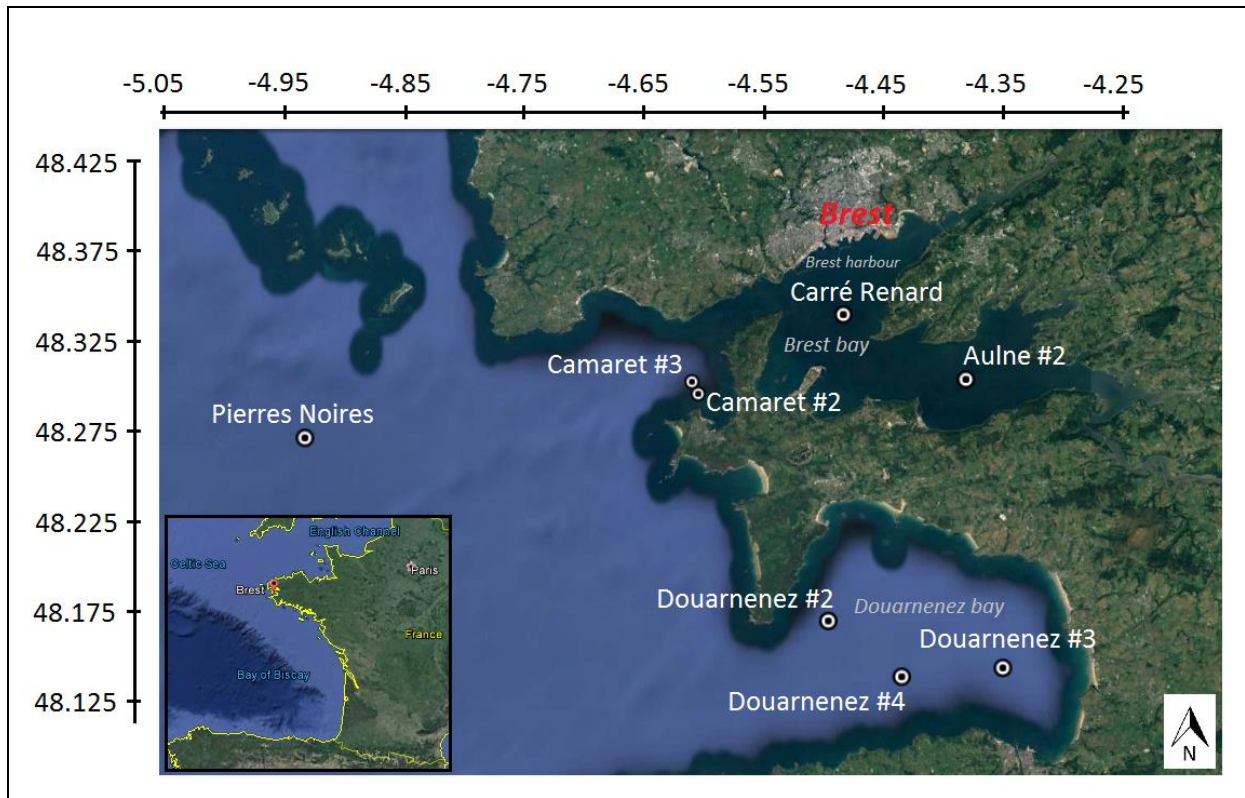 -5.05 -4.95 -4.85 -4.75 -4.65 -4.55 -4.45 -4.35 -4.25
48.425
48.375
48.325
48.275
48.225
48.175
48.125
Brest
Brest harbour
Carré Renard
Brest bay
Aulne #2
Camaret #3
Camaret #2
Pierres Noires
Douarnenez #2
Douarnenez bay
Douarnenez #3
Douarnenez #4
English Channel
Celtic Sea
Paris
Brest
France
Bay of Biscay
N